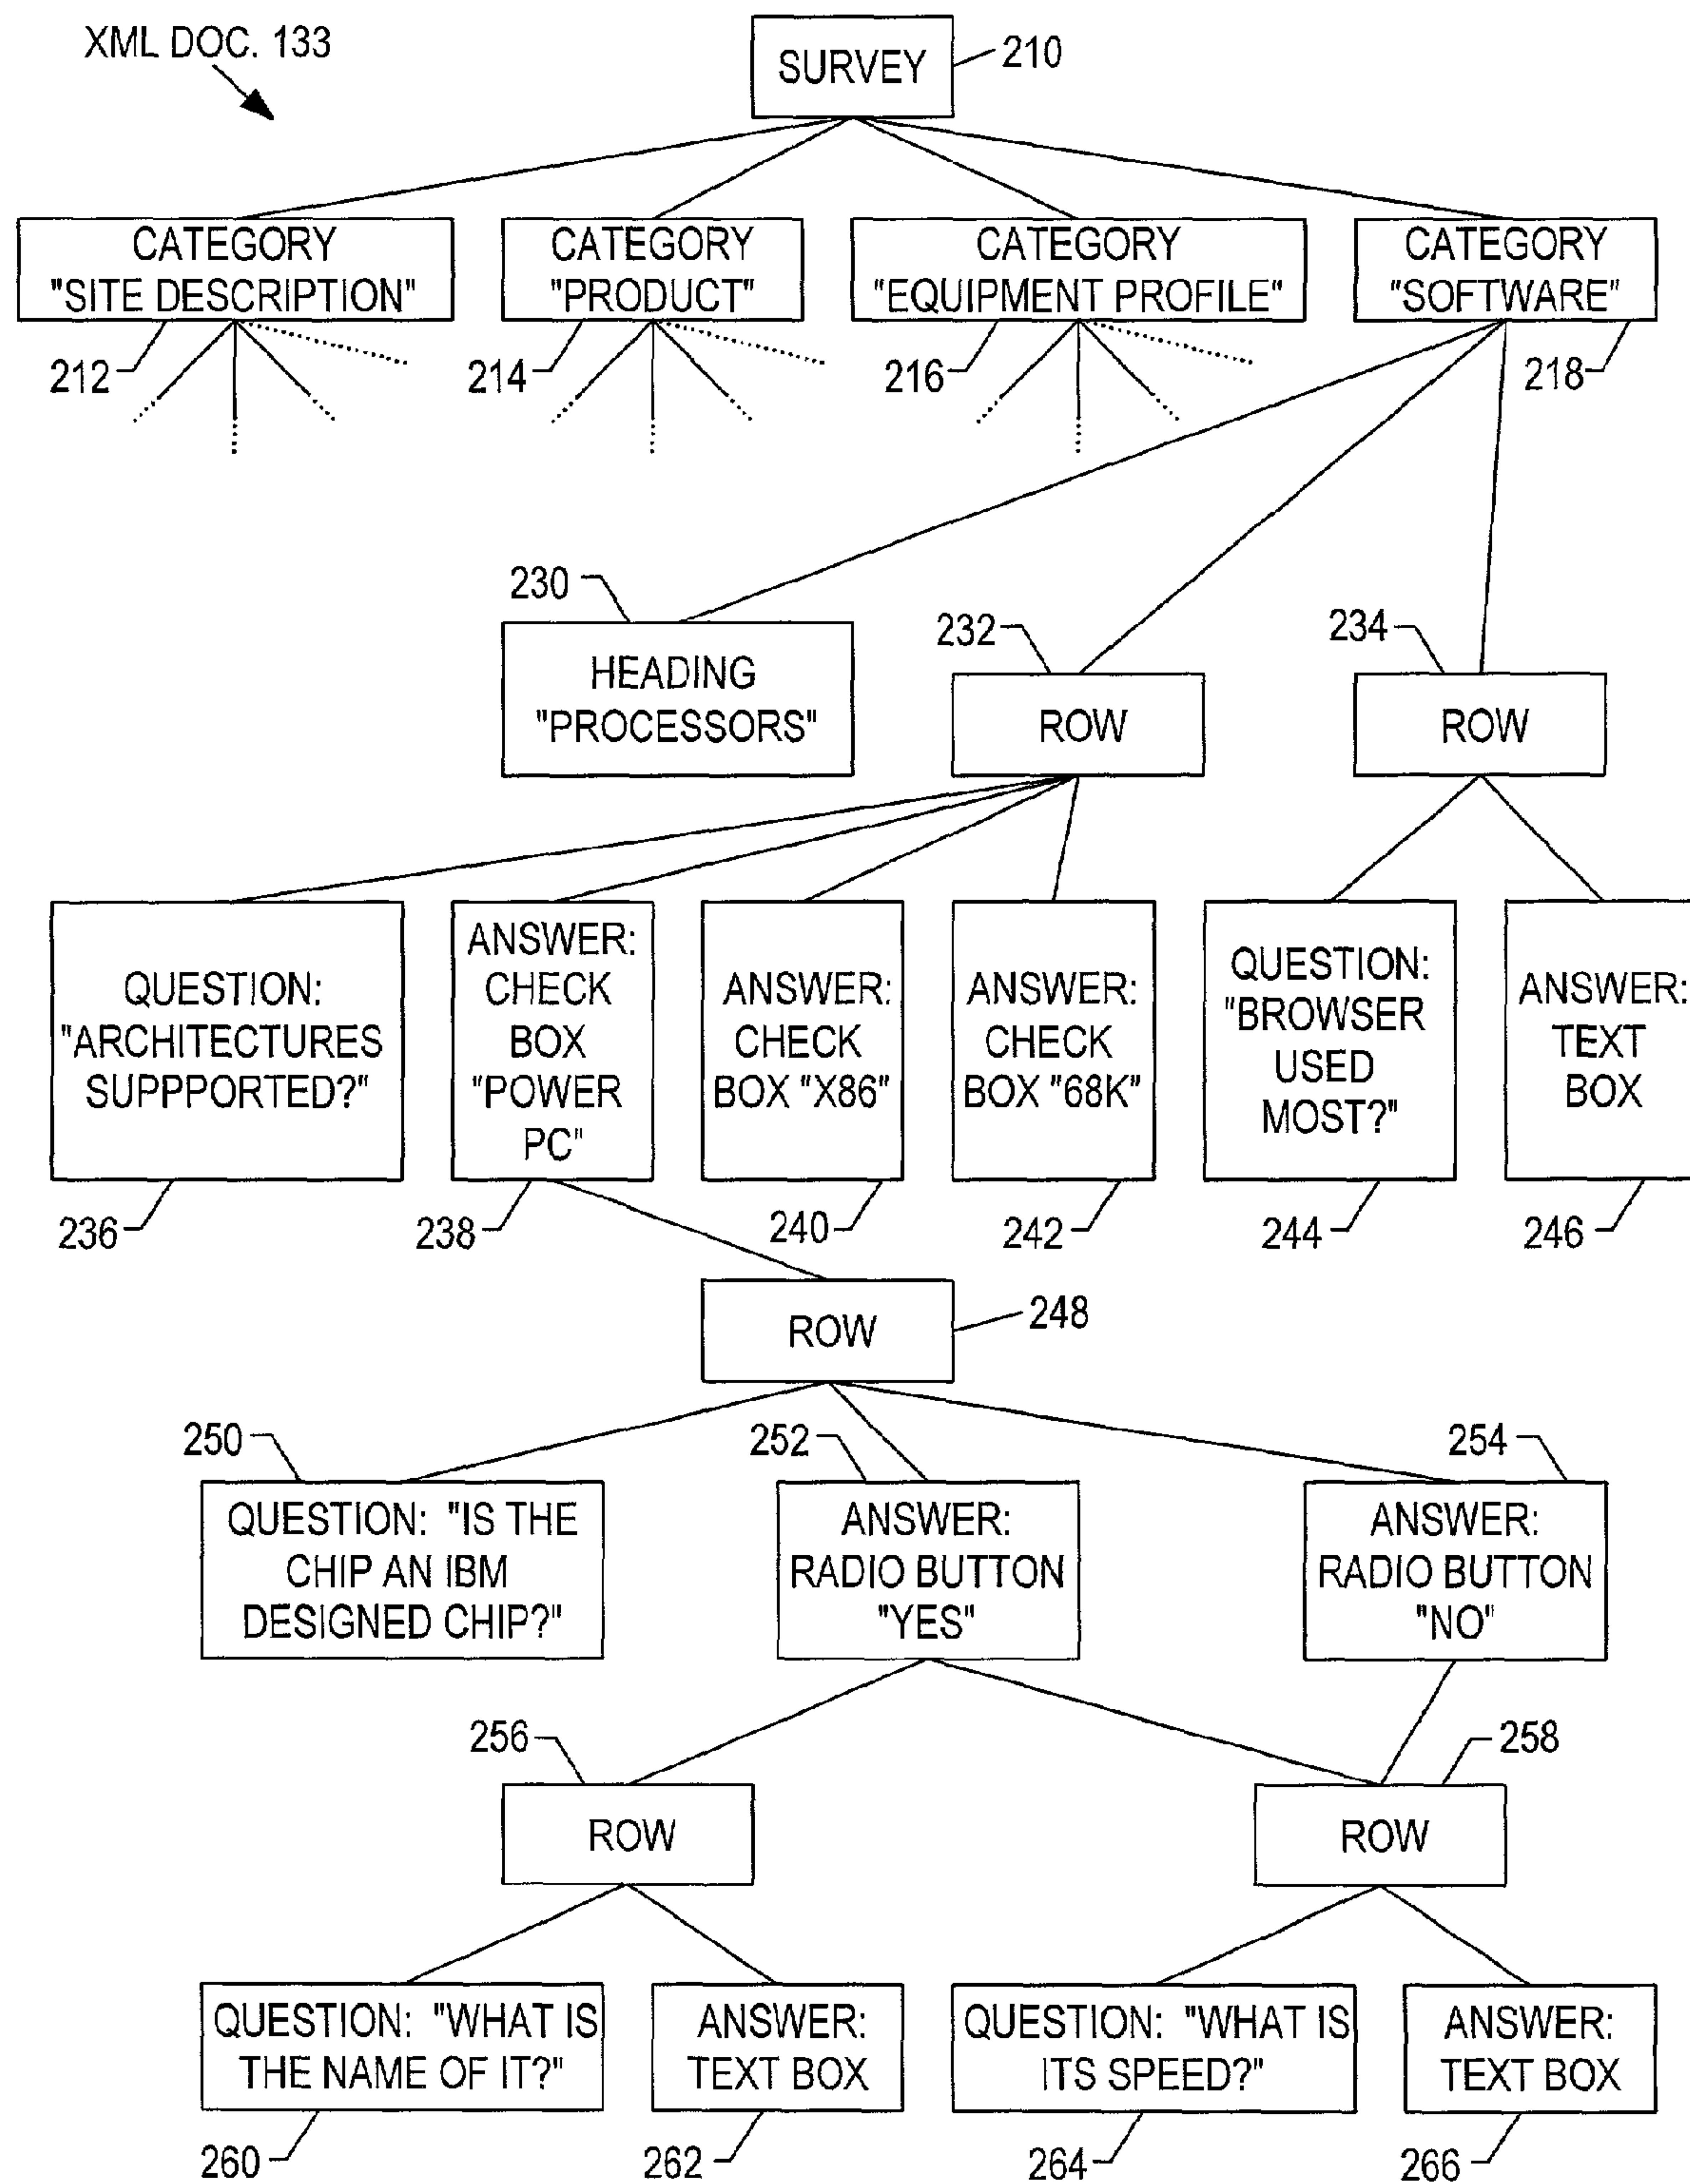 XML DOC. 133
SURVEY
210
CATEGORY
"SITE DESCRIPTION"
212
CATEGORY
"PRODUCT"
214
CATEGORY
"EQUIPMENT PROFILE"
216
CATEGORY
"SOFTWARE"
218
230
HEADING
"PROCESSORS"
232
ROW
234
ROW
QUESTION:
"ARCHITECTURES
SUPPPORTED?"
236
ANSWER:
CHECK
BOX
"POWER
PC"
238
ANSWER:
CHECK
BOX "X86"
240
ANSWER:
CHECK
BOX "68K"
242
QUESTION:
"BROWSER
USED
MOST?"
244
ANSWER:
TEXT
BOX
246
ROW
248
250
QUESTION: "IS THE
CHIP AN IBM
DESIGNED CHIP?"
252
ANSWER:
RADIO BUTTON
"YES"
254
ANSWER:
RADIO BUTTON
"NO"
256
ROW
258
ROW
QUESTION: "WHAT IS
THE NAME OF IT?"
260
ANSWER:
TEXT BOX
262
QUESTION: "WHAT IS
ITS SPEED?"
264
ANSWER:
TEXT BOX
266